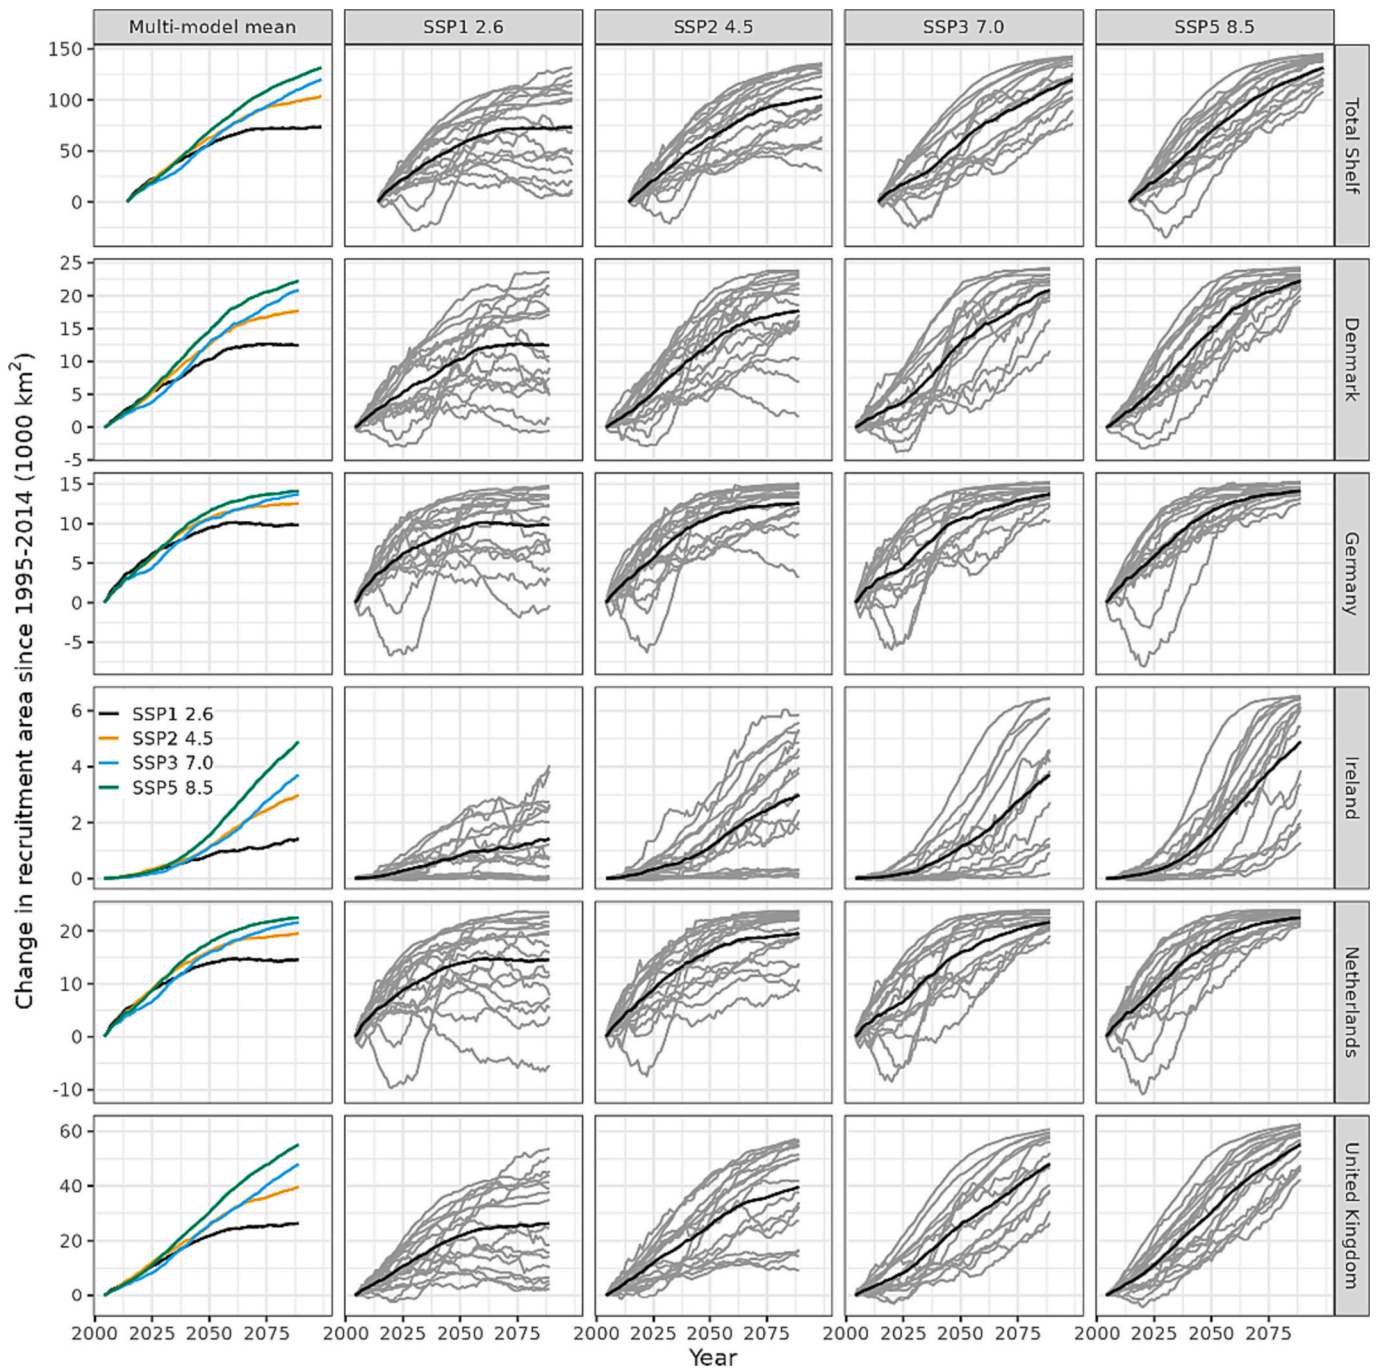 Multi-model mean SSP1 2.6 SSP2 4.5 SSP3 7.0 SSP5 8.5
150
100
50
0
Total Shelf
25
20
15
10
5
0
-5
Denmark
15
10
5
0
-5
Germany
6
4
2
0
SSP1 2.6
SSP2 4.5
SSP3 7.0
SSP5 8.5
Ireland
20
10
0
-10
Netherlands
60
40
20
0
United Kingdom
Change in recruitment area since 1995-2014 (1000 km²)
2000 2025 2050 2075 2000 2025 2050 2075 2000 2025 2050 2075 2000 2025 2050 2075 2000 2025 2050 2075
Year